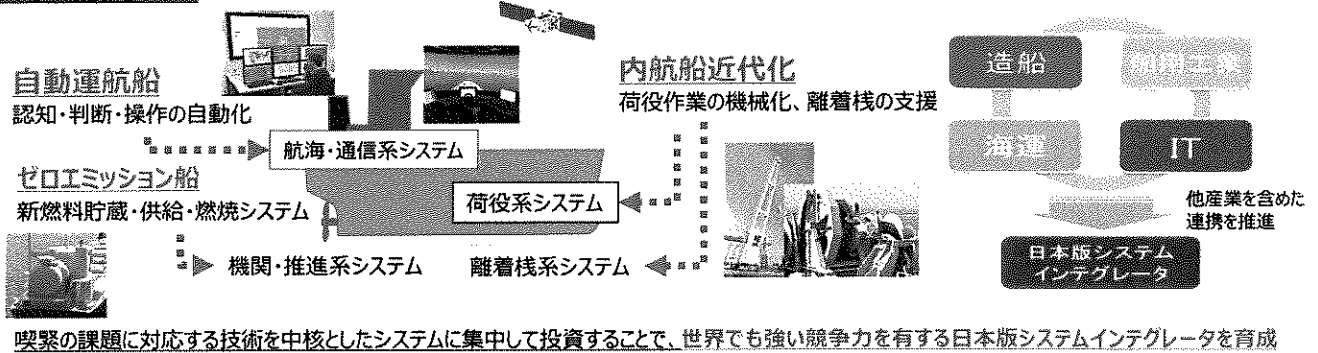 自動運航船
認知・判断・操作の自動化
航海・通信系システム
ゼロエミッション船
新燃料貯蔵・供給・燃焼システム
機関・推進系システム
内航船近代化
荷役作業の機械化、離着桟の支援
荷役系システム
離着桟系システム
造船
舶用工業
海運
IT
他産業を含めた
連携を推進
日本版システム
インテグレータ
喫緊の課題に対応する技術を中核としたシステムに集中して投資することで、世界でも強い競争力を有する日本版システムインテグレータを育成